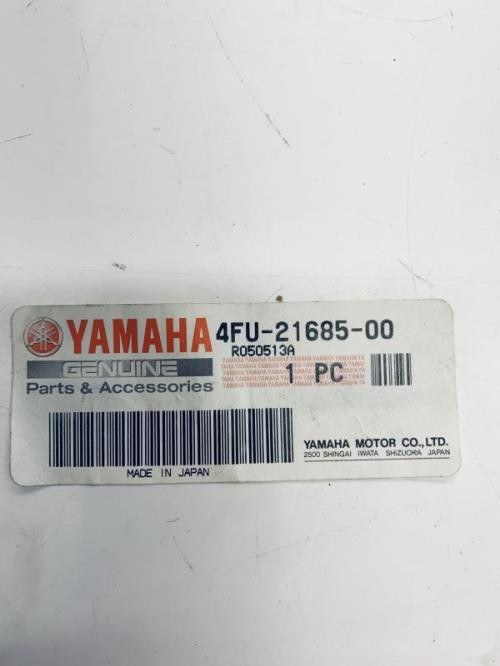 YAMAHA 4FU-21685-00
GENUINE R050513A
Parts & Accessories 1 PC
YAMAHA MOTOR CO., LTD.
2500 SHINGAI IWATA SHIZUOKA JAPAN
MADE IN JAPAN